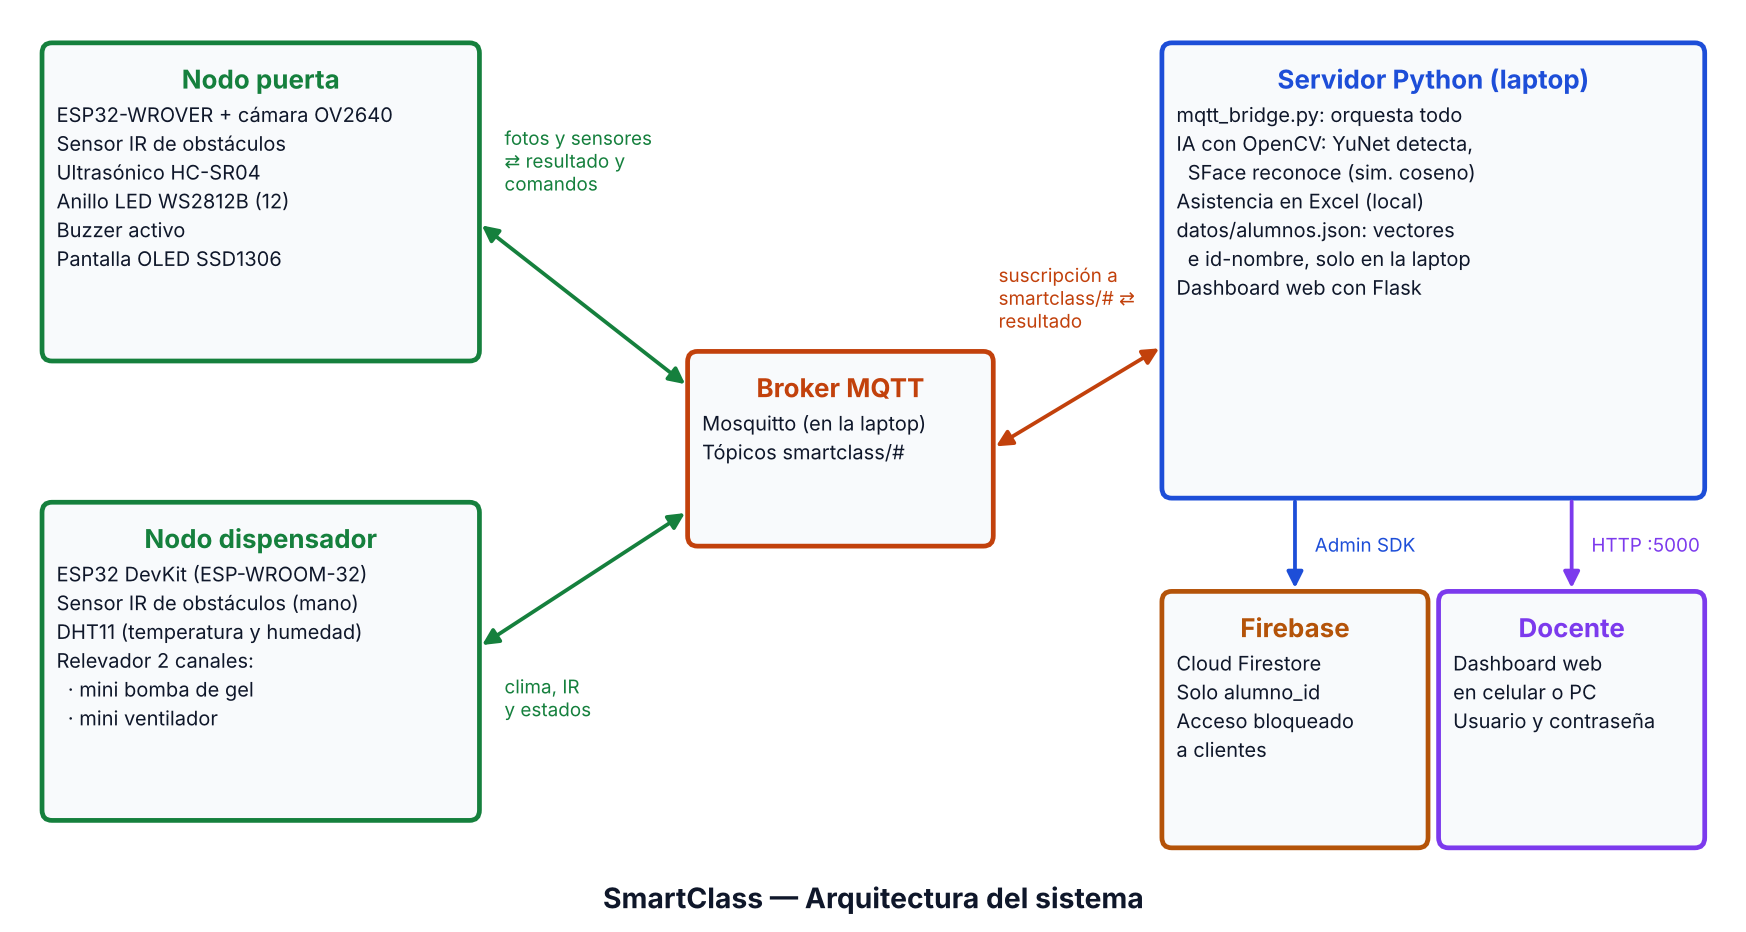 Nodo puerta
ESP32-WROVER + cámara OV2640
Sensor IR de obstáculos
Ultrasónico HC-SR04
Anillo LED WS2812B (12)
Buzzer activo
Pantalla OLED SSD1306
fotos y sensores
⇄ resultado y
comandos
Nodo dispensador
ESP32 DevKit (ESP-WROOM-32)
Sensor IR de obstáculos (mano)
DHT11 (temperatura y humedad)
Relevador 2 canales:
· mini bomba de gel
· mini ventilador
clima, IR
y estados
Broker MQTT
Mosquitto (en la laptop)
Tópicos smartclass/#
suscripción a
smartclass/# ⇄
resultado
Servidor Python (laptop)
mqtt_bridge.py: orquesta todo
IA con OpenCV: YuNet detecta,
SFace reconoce (sim. coseno)
Asistencia en Excel (local)
datos/alumnos.json: vectores
e id-nombre, solo en la laptop
Dashboard web con Flask
Admin SDK
HTTP :5000
Firebase
Cloud Firestore
Solo alumno_id
Acceso bloqueado
a clientes
Docente
Dashboard web
en celular o PC
Usuario y contraseña
SmartClass — Arquitectura del sistema